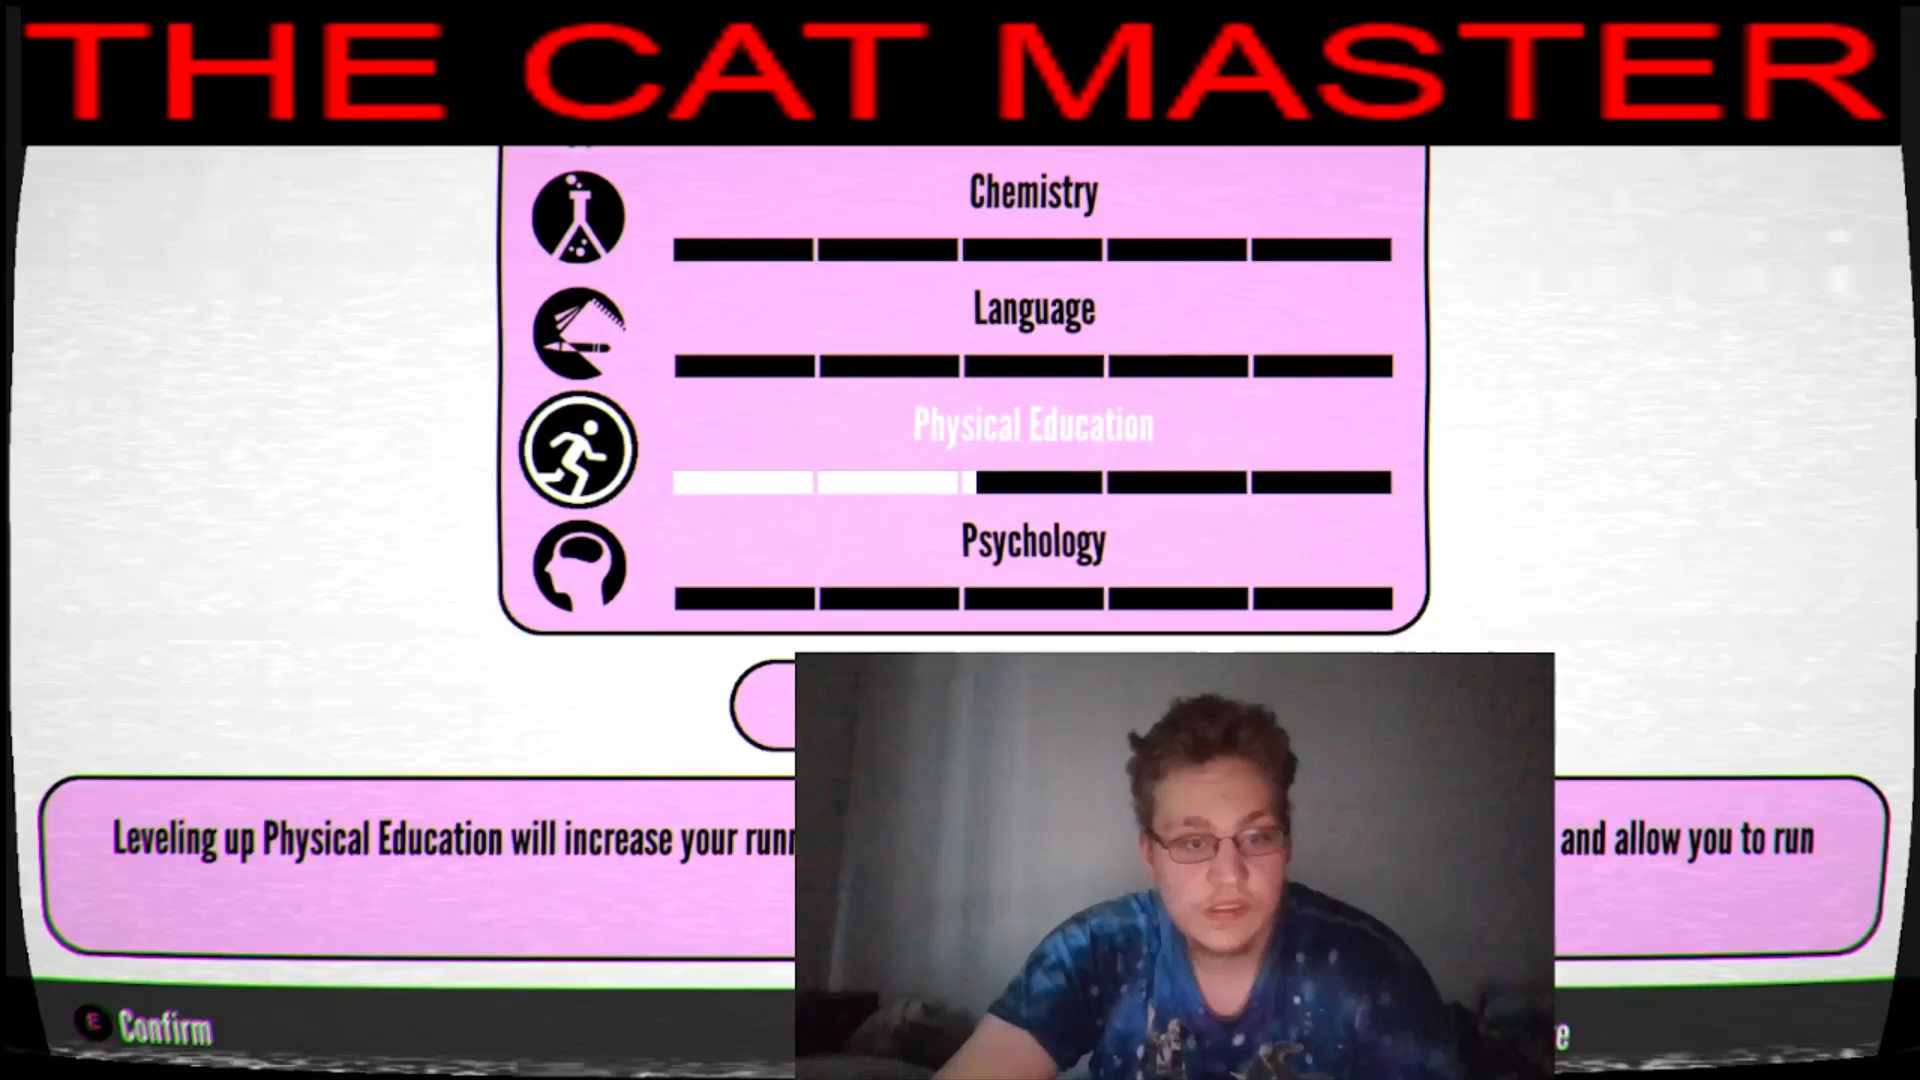 THE CAT MASTER
Chemistry
Language
Physical Education
Psychology
Leveling up Physical Education will increase your
and allow you to run
E Confirm